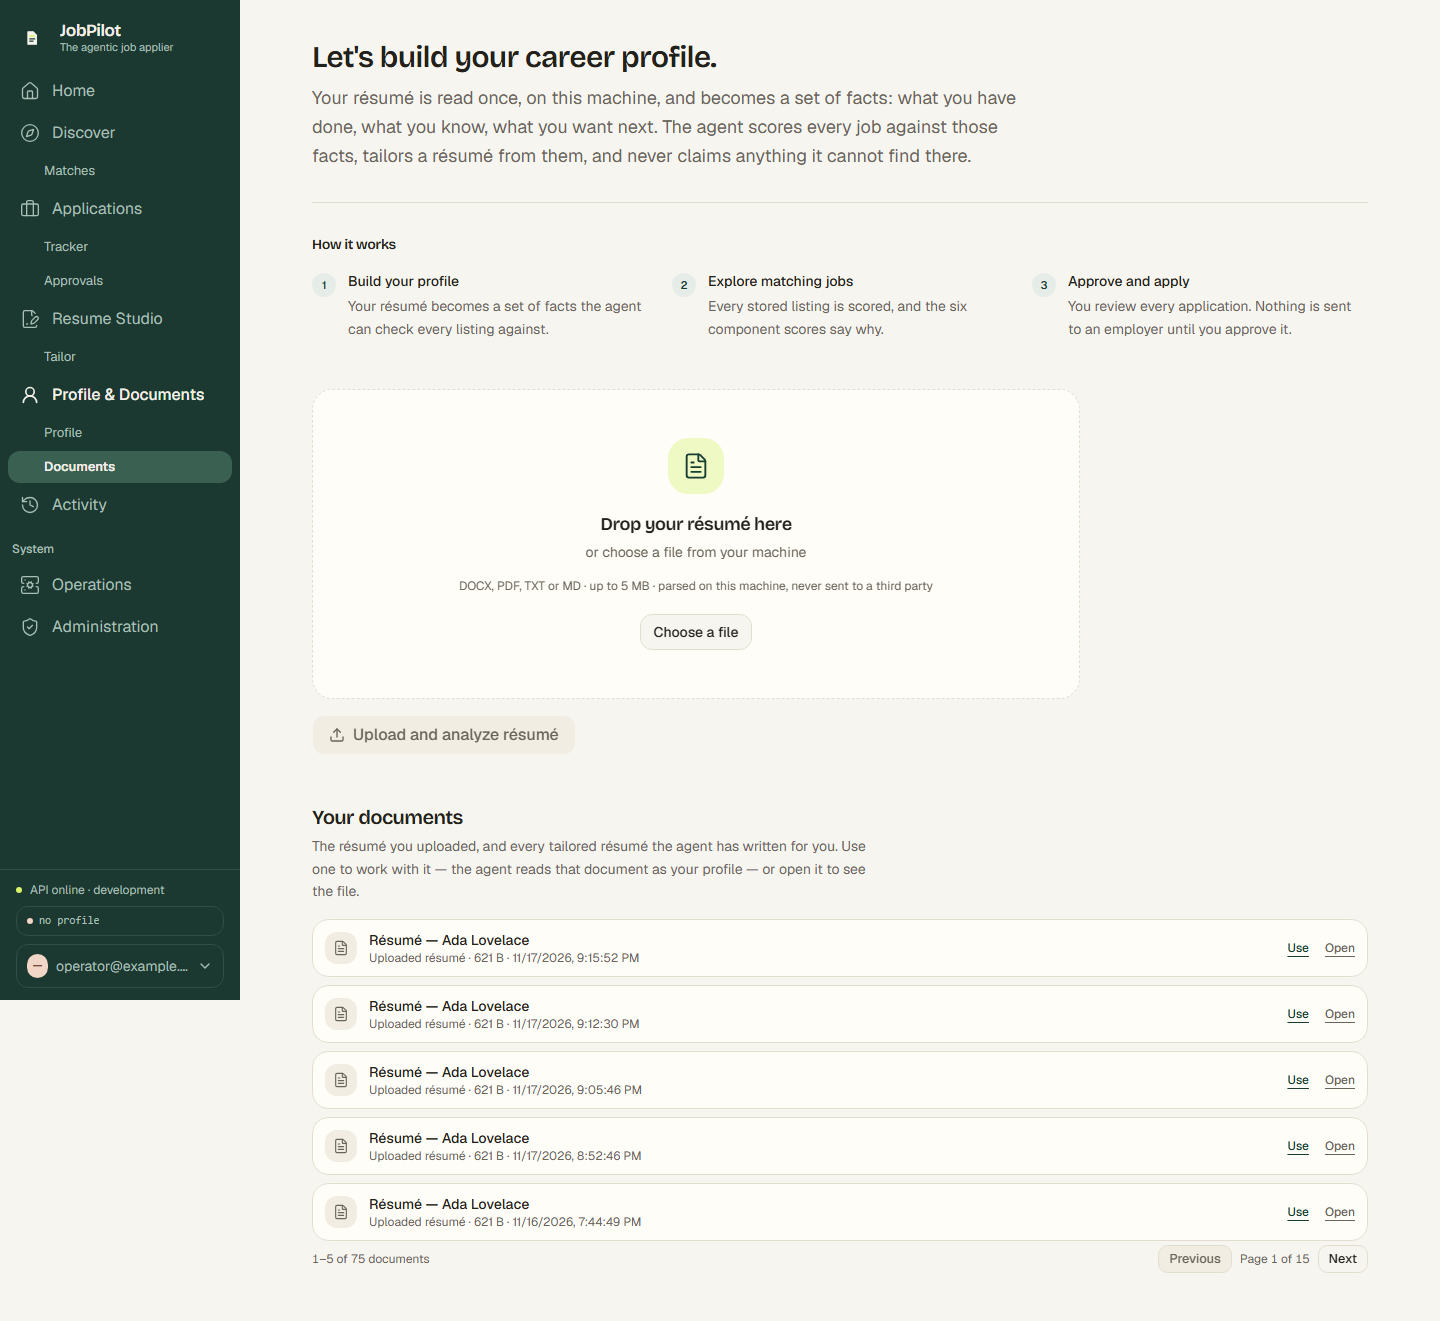 JobPilot
The agentic job applier
Home
Discover
Matches
Applications
Tracker
Approvals
Resume Studio
Tailor
Profile & Documents
Profile
Documents
Activity
System
Operations
Administration
API online · development
no profile
operator@example....
Let's build your career profile.
Your résumé is read once, on this machine, and becomes a set of facts: what you have
done, what you know, what you want next. The agent scores every job against those
facts, tailors a résumé from them, and never claims anything it cannot find there.
How it works
1
Build your profile
Your résumé becomes a set of facts the agent
can check every listing against.
2
Explore matching jobs
Every stored listing is scored, and the six
component scores say why.
3
Approve and apply
You review every application. Nothing is sent
to an employer until you approve it.
Drop your résumé here
or choose a file from your machine
DOCX, PDF, TXT or MD · up to 5 MB · parsed on this machine, never sent to a third party
Choose a file
Upload and analyze résumé
Your documents
The résumé you uploaded, and every tailored résumé the agent has written for you. Use
one to work with it — the agent reads that document as your profile — or open it to see
the file.
Résumé — Ada Lovelace
Uploaded résumé · 621 B · 11/17/2026, 9:15:52 PM
Use Open
Résumé — Ada Lovelace
Uploaded résumé · 621 B · 11/17/2026, 9:12:30 PM
Use Open
Résumé — Ada Lovelace
Uploaded résumé · 621 B · 11/17/2026, 9:05:46 PM
Use Open
Résumé — Ada Lovelace
Uploaded résumé · 621 B · 11/17/2026, 8:52:46 PM
Use Open
Résumé — Ada Lovelace
Uploaded résumé · 621 B · 11/16/2026, 7:44:49 PM
Use Open
1–5 of 75 documents
Previous Page 1 of 15 Next